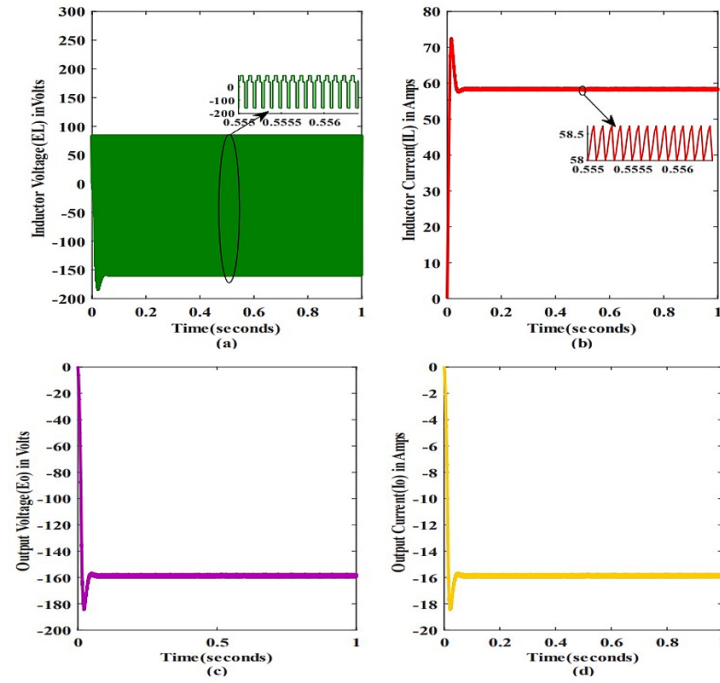 300
250
200
150
100
50
0
-50
-100
-150
-200
Inductor Voltage(EL) inVolts
0
-100
-200
0.555 0.5555 0.556
0 0.2 0.4 0.6 0.8 1
Time(seconds)
(a)
80
70
60
50
40
30
20
10
0
Inductor Current(IL) in Amps
58.5
58
0.555 0.5555 0.556
0 0.2 0.4 0.6 0.8 1
Time(seconds)
(b)
0
-20
-40
-60
-80
-100
-120
-140
-160
-180
-200
Output Voltage(Eo) in Volts
0 0.5 1
Time(seconds)
(c)
0
-2
-4
-6
-8
-10
-12
-14
-16
-18
-20
Output Current(Io) in Amps
0 0.2 0.4 0.6 0.8 1
Time(seconds)
(d)